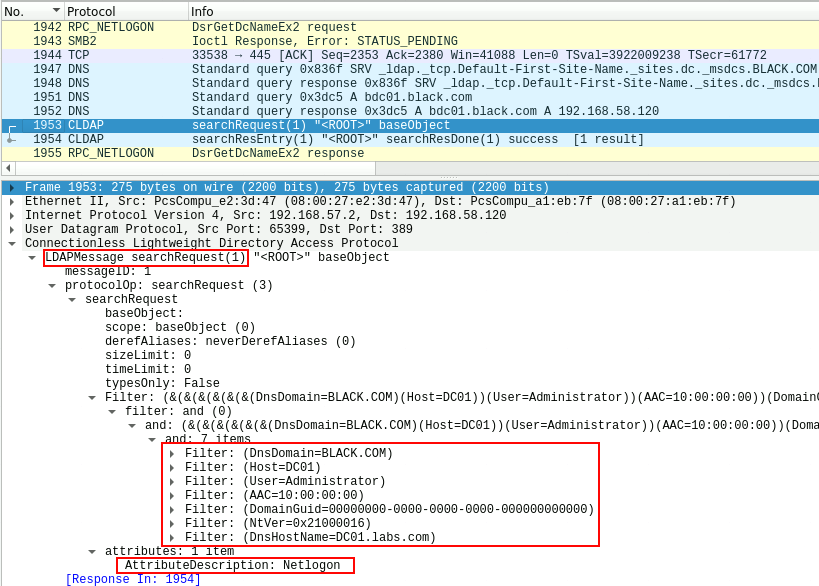 No. Protocol Info
1942 RPC_NETLOGON DsrGetDcNameEx2 request
1943 SMB2 Ioctl Response, Error: STATUS_PENDING
1944 TCP 33538 → 445 [ACK] Seq=2353 Ack=2380 Win=41088 Len=0 TSval=3922009238 TSecr=61772
1947 DNS Standard query 0x836f SRV _ldap._tcp.Default-First-Site-Name._sites.dc._msdcs.BLACK.COM
1948 DNS Standard query response 0x836f SRV _ldap._tcp.Default-First-Site-Name._sites.dc._msdcs.
1951 DNS Standard query 0x3dc5 A bdc01.black.com
1952 DNS Standard query response 0x3dc5 A bdc01.black.com A 192.168.58.120
1953 CLDAP searchRequest(1) "<ROOT>" baseObject
1954 CLDAP searchResEntry(1) "<ROOT>" searchResDone(1) success [1 result]
1955 RPC_NETLOGON DsrGetDcNameEx2 response
Frame 1953: 275 bytes on wire (2200 bits), 275 bytes captured (2200 bits)
Ethernet II, Src: PcsCompu_e2:3d:47 (08:00:27:e2:3d:47), Dst: PcsCompu_a1:eb:7f (08:00:27:a1:eb:7f)
Internet Protocol Version 4, Src: 192.168.57.2, Dst: 192.168.58.120
User Datagram Protocol, Src Port: 65399, Dst Port: 389
Connectionless Lightweight Directory Access Protocol
LDAPMessage searchRequest(1) "<ROOT>" baseObject
messageID: 1
protocolOp: searchRequest (3)
searchRequest
baseObject:
scope: baseObject (0)
derefAliases: neverDerefAliases (0)
sizeLimit: 0
timeLimit: 0
typesOnly: False
Filter: (&(&(&(&(&(&(DnsDomain=BLACK.COM)(Host=DC01))(User=Administrator))(AAC=10:00:00:00))(DomainG
filter: and (0)
and: (&(&(&(&(&(&(DnsDomain=BLACK.COM)(Host=DC01))(User=Administrator))(AAC=10:00:00:00))(Doma
and: 7 items
Filter: (DnsDomain=BLACK.COM)
Filter: (Host=DC01)
Filter: (User=Administrator)
Filter: (AAC=10:00:00:00)
Filter: (DomainGuid=00000000-0000-0000-0000-000000000000)
Filter: (NtVer=0x21000016)
Filter: (DnsHostName=DC01.labs.com)
attributes: 1 item
AttributeDescription: Netlogon
[Response In: 1954]